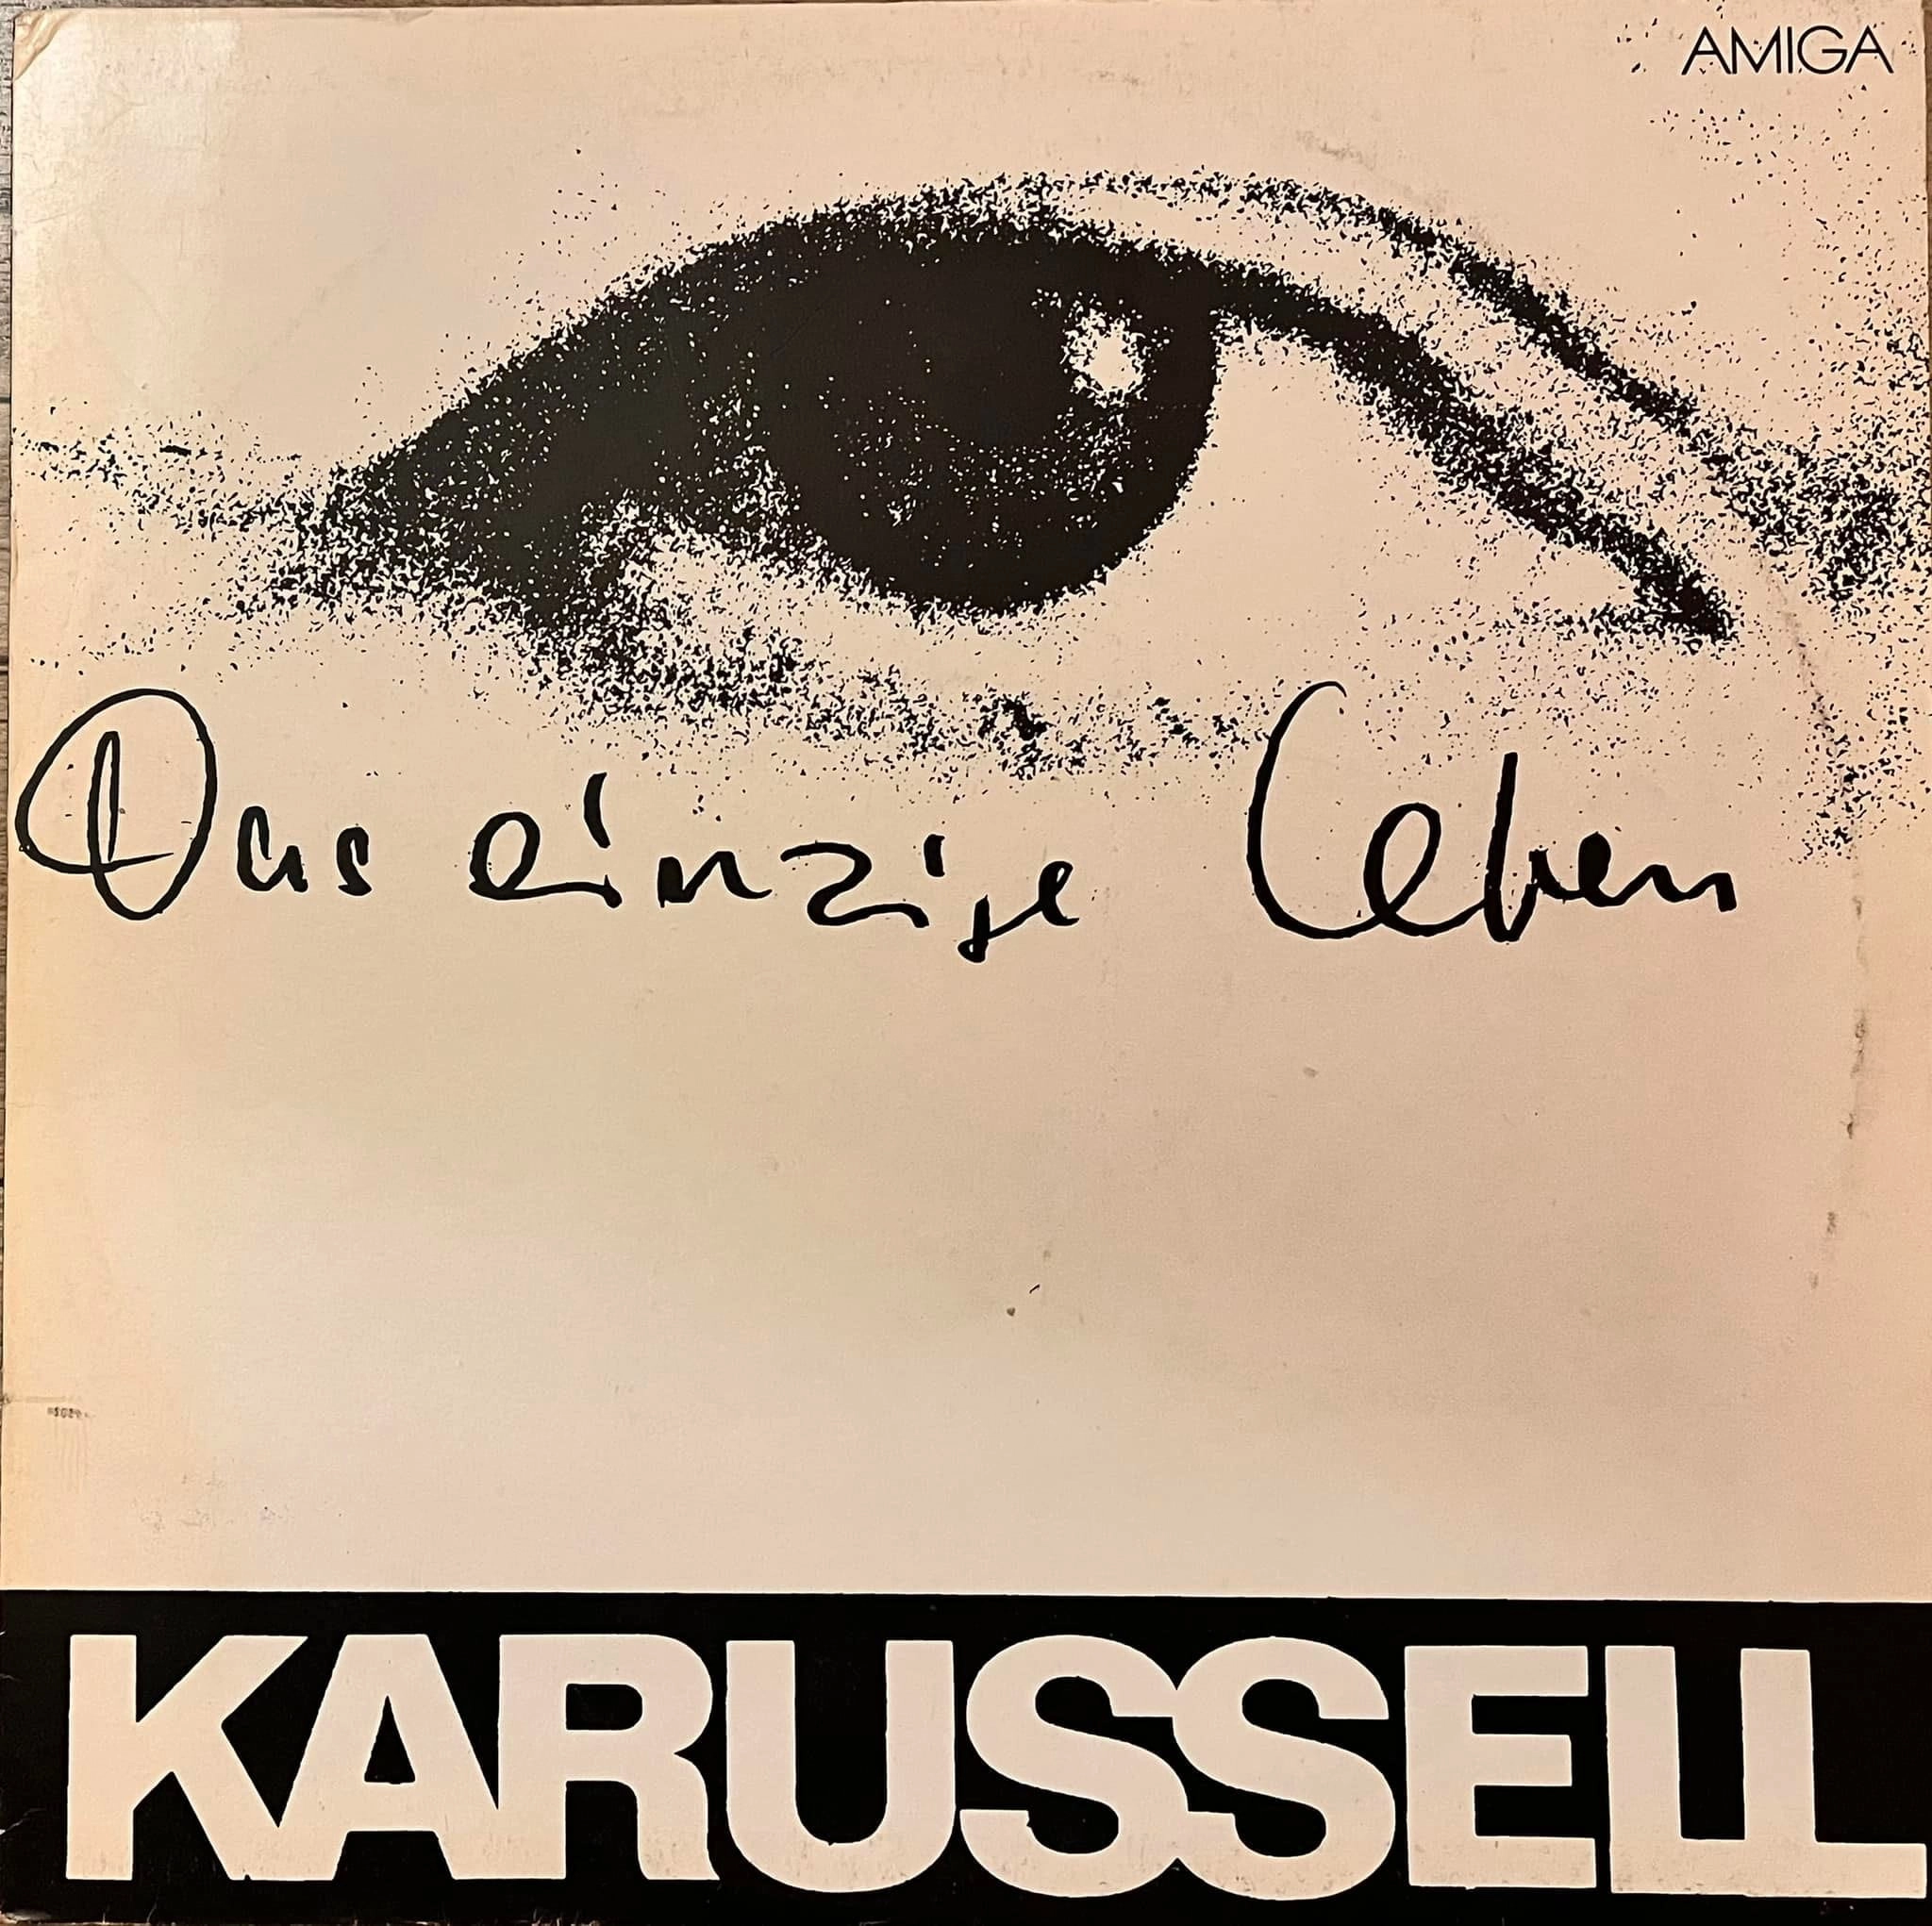 AMIGA
Das einzige Leben
KARUSSELL